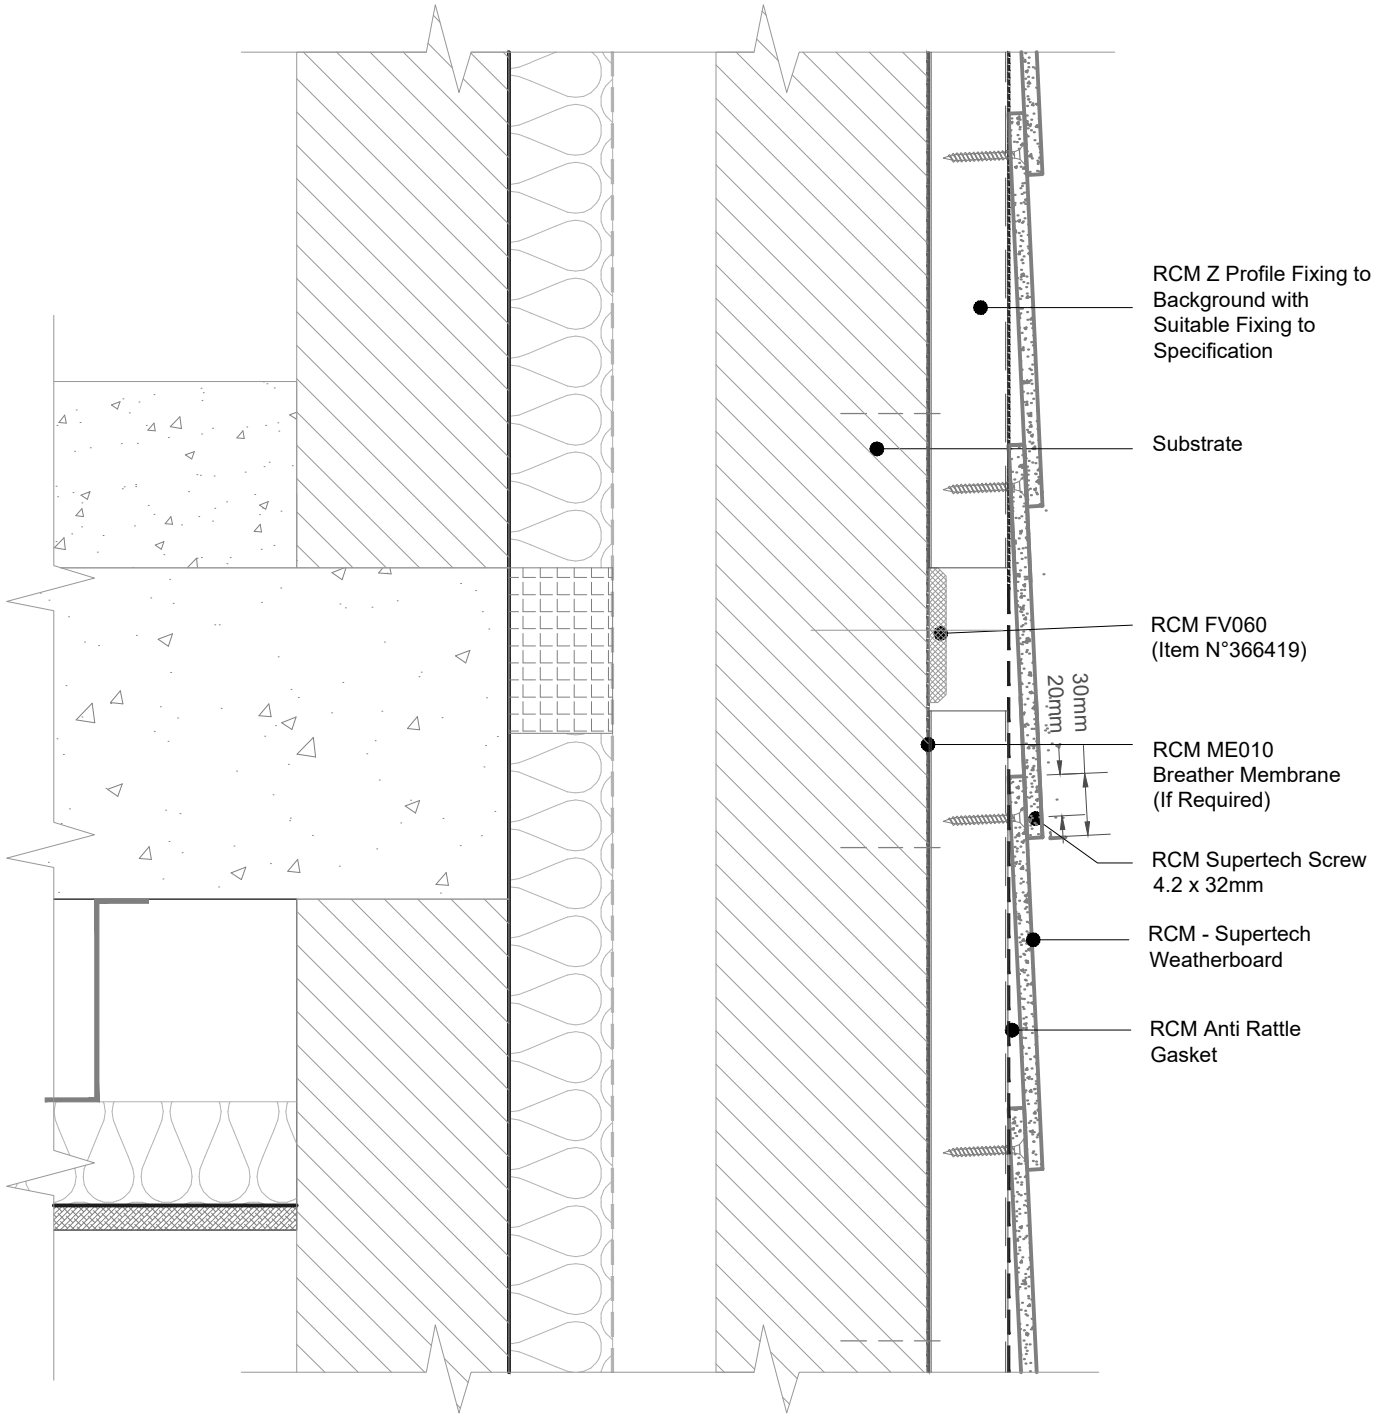 RCM Z Profile Fixing to
Background with
Suitable Fixing to
Specification
Substrate
RCM FV060
(Item N°366419)
30mm
20mm
RCM ME010
Breather Membrane
(If Required)
RCM Supertech Screw
4.2 x 32mm
RCM - Supertech
Weatherboard
RCM Anti Rattle
Gasket